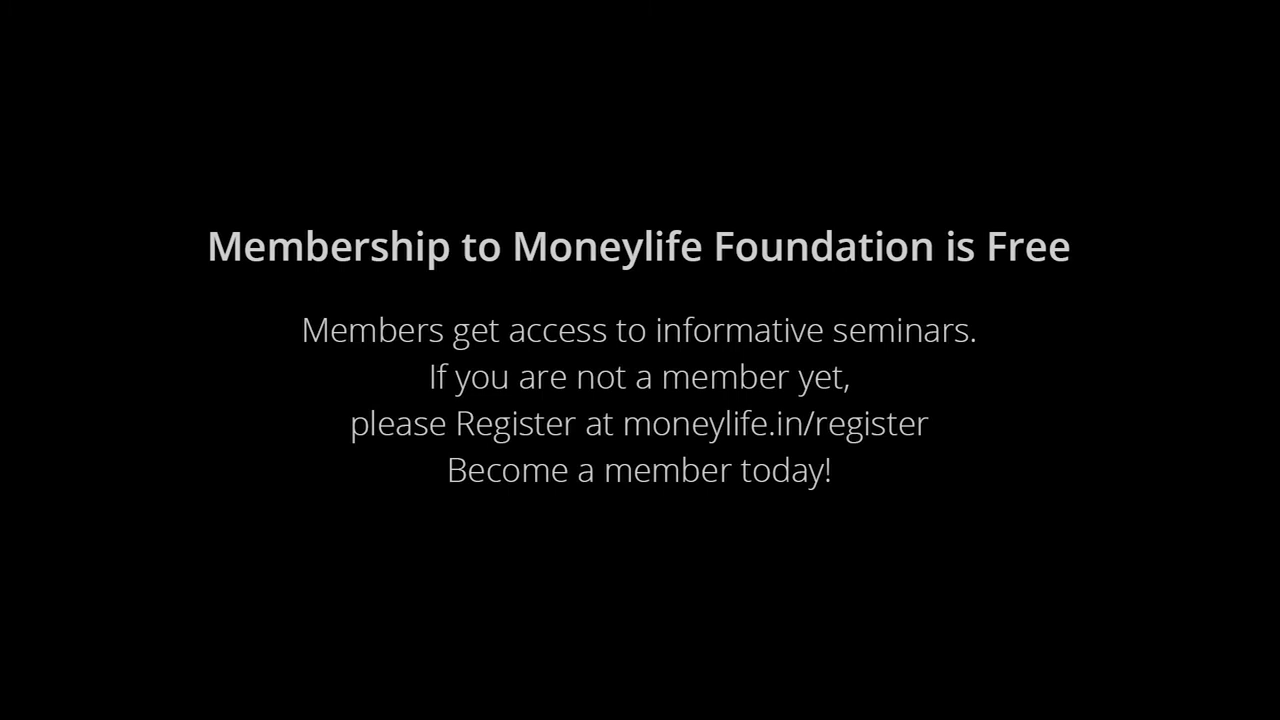 Membership to Moneylife Foundation is Free
Members get access to informative seminars.
If you are not a member yet,
please Register at moneylife.in/register
Become a member today!